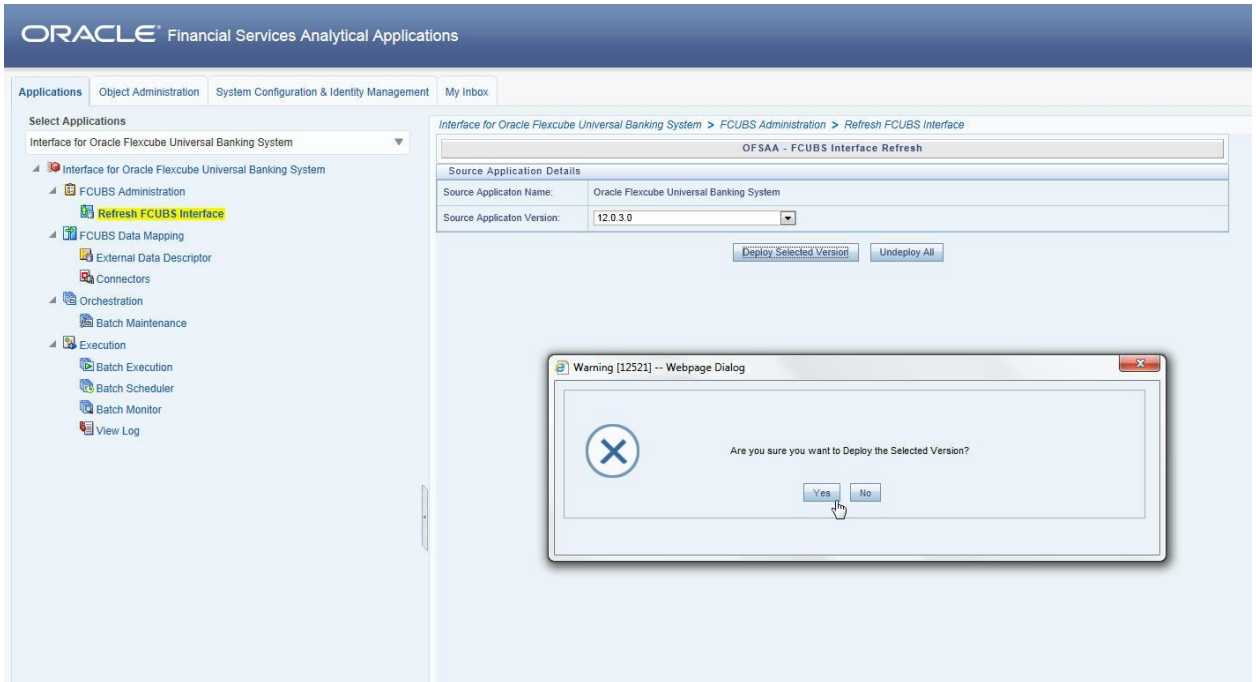 ORACLE® Financial Services Analytical Applications
Applications Object Administration System Configuration & Identity Management My Inbox
Select Applications
Interface for Oracle Flexcube Universal Banking System
Interface for Oracle Flexcube Universal Banking System
FCUBS Administration
Refresh FCUBS Interface
FCUBS Data Mapping
External Data Descriptor
Connectors
Orchestration
Batch Maintenance
Execution
Batch Execution
Batch Scheduler
Batch Monitor
View Log
Interface for Oracle Flexcube Universal Banking System > FCUBS Administration > Refresh FCUBS Interface
OFSAA - FCUBS Interface Refresh
Source Application Details
Source Applicaton Name: Oracle Flexcube Universal Banking System
Source Applicaton Version: 12.0.3.0
Deploy Selected Version Undeploy All
Warning [12521] -- Webpage Dialog
Are you sure you want to Deploy the Selected Version?
Yes No